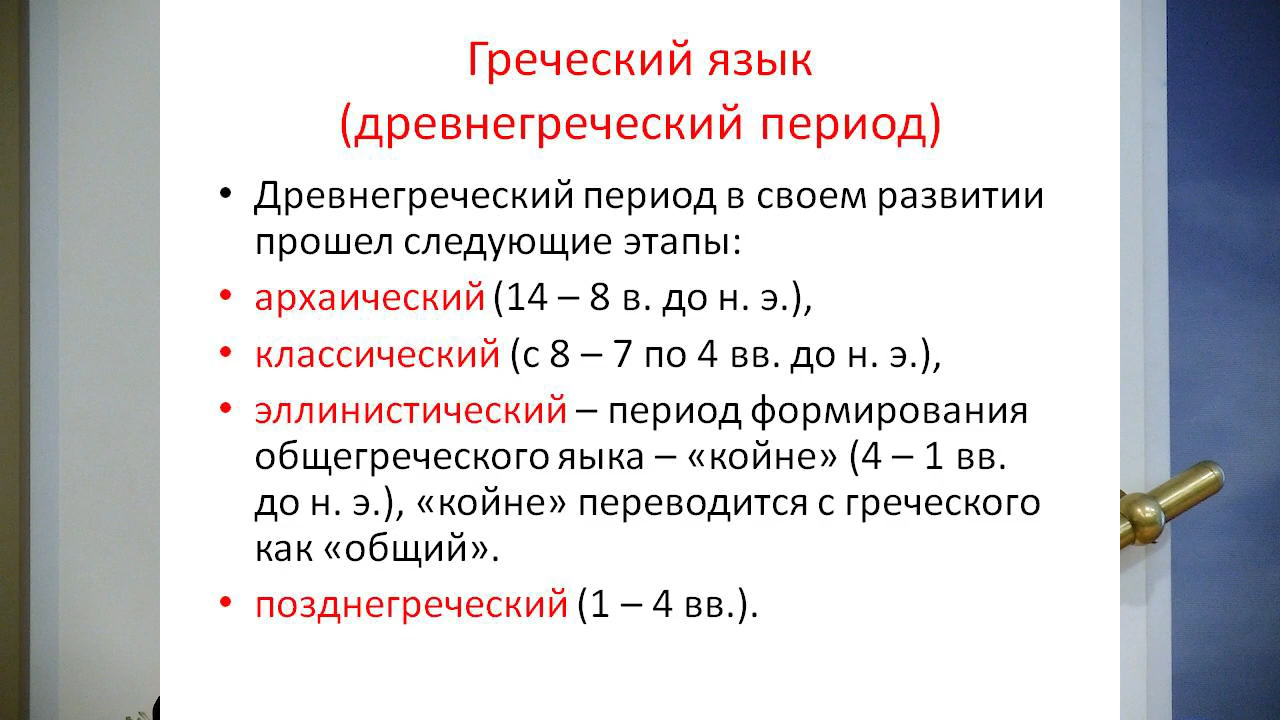 Греческий язык
(древнегреческий период)
• Древнегреческий период в своем развитии
прошел следующие этапы:
• архаический (14 – 8 в. до н. э.),
• классический (с 8 – 7 по 4 вв. до н. э.),
• эллинистический – период формирования
общегреческого яыка – «койне» (4 – 1 вв.
до н. э.), «койне» переводится с греческого
как «общий».
• позднегреческий (1 – 4 вв.).